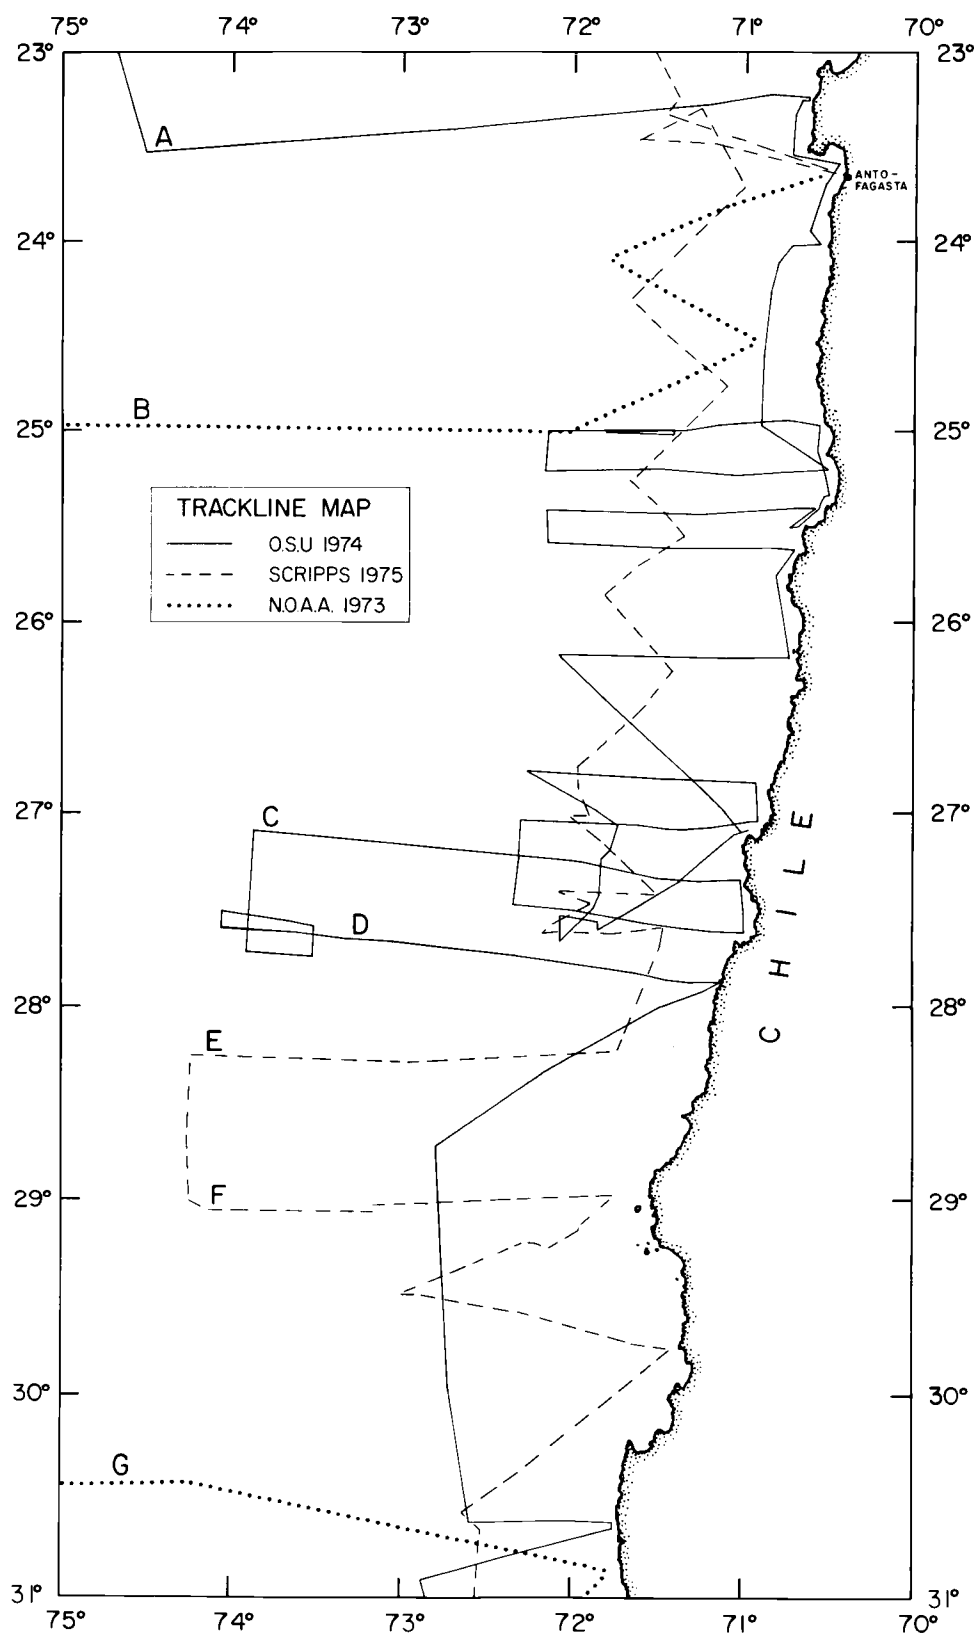 75° 74° 73° 72° 71° 70°
23° 23°
A
ANTO-
FAGASTA
24° 24°
B
25° 25°
TRACKLINE MAP
O.S.U 1974
SCRIPPS 1975
N.O.A.A. 1973
26° 26°
27° 27°
C
CHILE
D
28° 28°
E
F
29° 29°
30° 30°
G
31° 31°
75° 74° 73° 72° 71° 70°